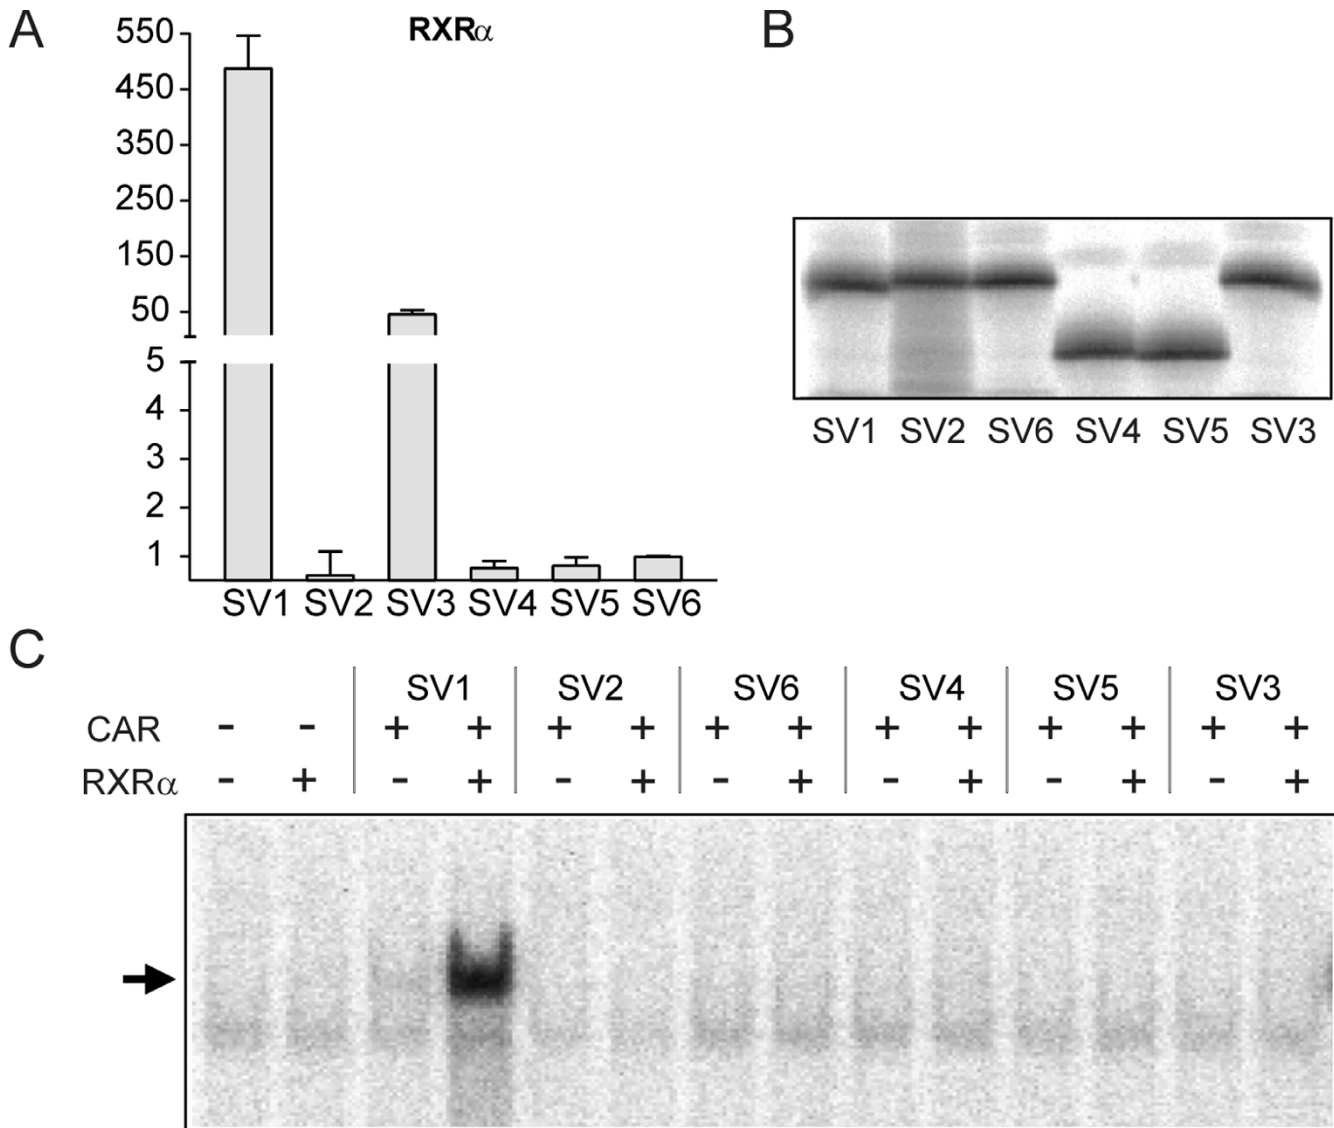 A
RXRα
550
450
350
250
150
50
5
4
3
2
1
SV1 SV2 SV3 SV4 SV5 SV6
B
SV1 SV2 SV6 SV4 SV5 SV3
C
SV1 SV2 SV6 SV4 SV5 SV3
CAR - - + + + + + + + + + + + +
RXRα - + - + - + - + - + - + - +